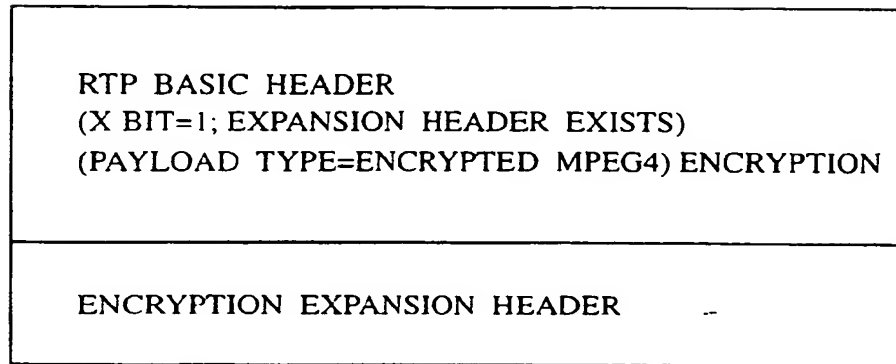 RTP BASIC HEADER
(X BIT=1; EXPANSION HEADER EXISTS)
(PAYLOAD TYPE=ENCRYPTED MPEG4) ENCRYPTION
ENCRYPTION EXPANSION HEADER